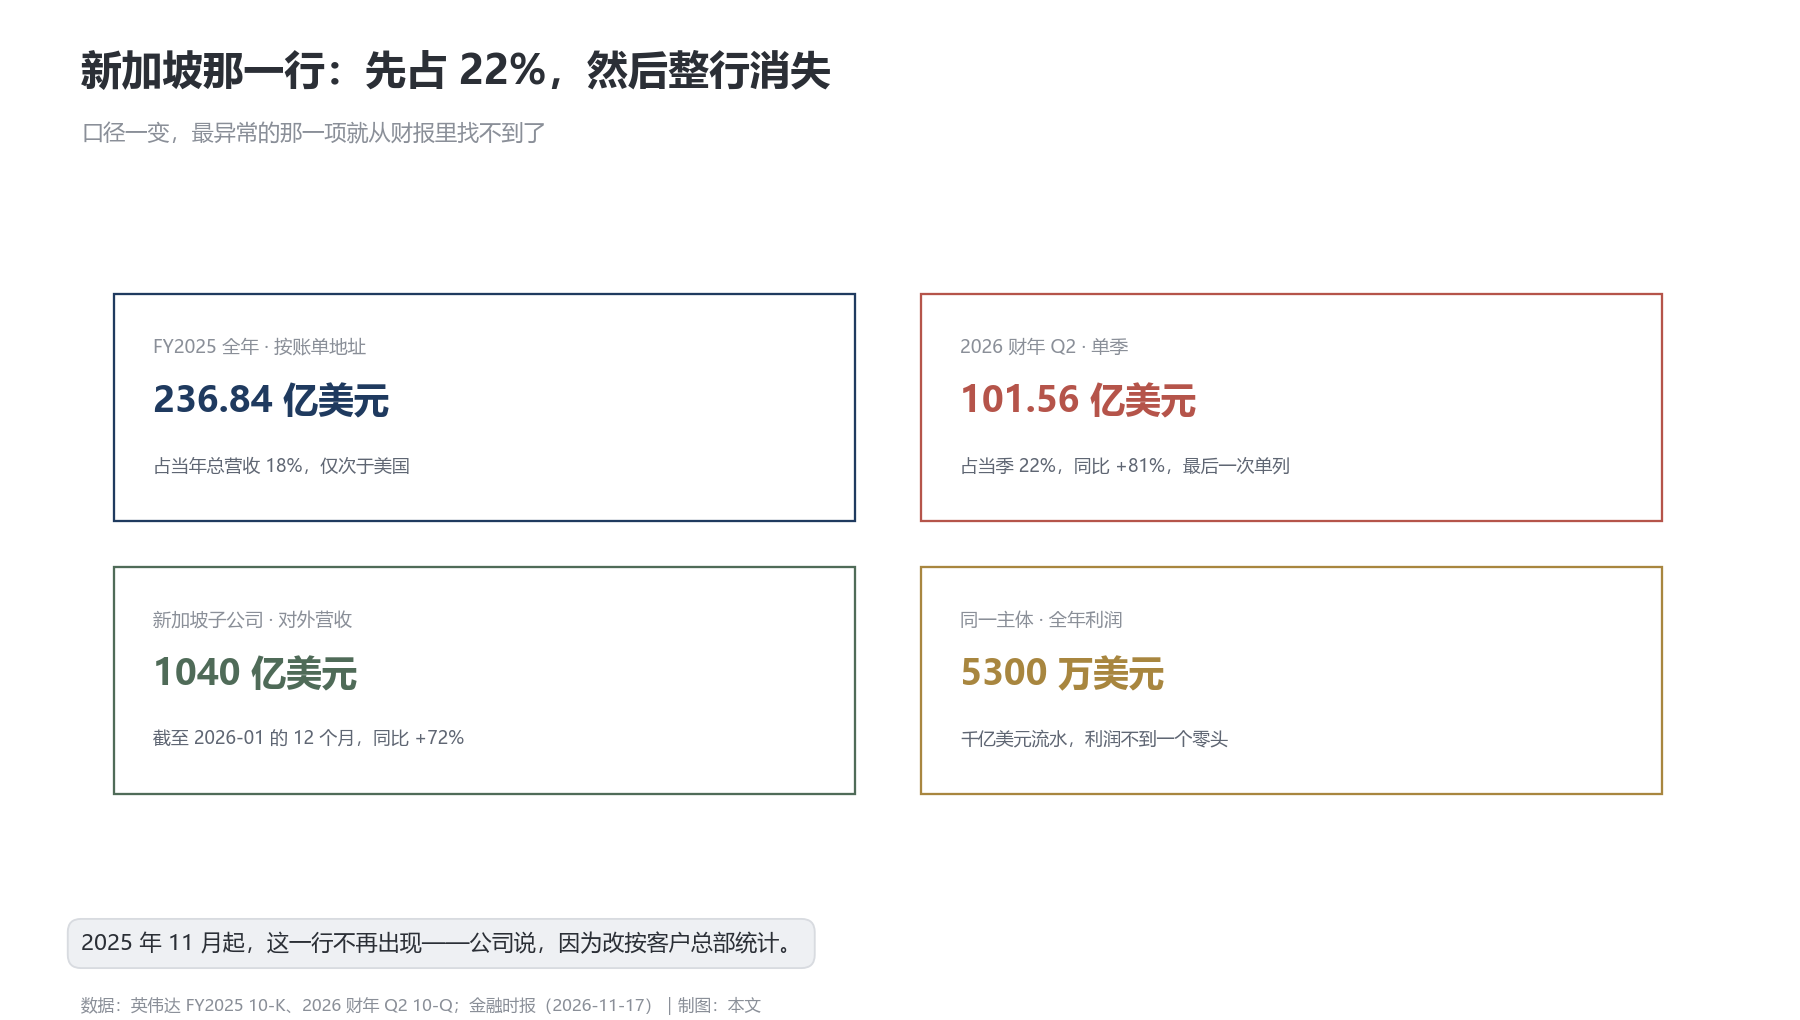 新加坡那一行：先占 22%，然后整行消失
口径一变，最异常的那一项就从财报里找不到了
FY2025 全年 · 按账单地址
236.84 亿美元
占当年总营收 18%，仅次于美国
2026 财年 Q2 · 单季
101.56 亿美元
占当季 22%，同比 +81%，最后一次单列
新加坡子公司 · 对外营收
1040 亿美元
截至 2026-01 的 12 个月，同比 +72%
同一主体 · 全年利润
5300 万美元
千亿美元流水，利润不到一个零头
2025 年 11 月起，这一行不再出现——公司说，因为改按客户总部统计。
数据：英伟达 FY2025 10-K、2026 财年 Q2 10-Q；金融时报（2026-11-17）｜制图：本文